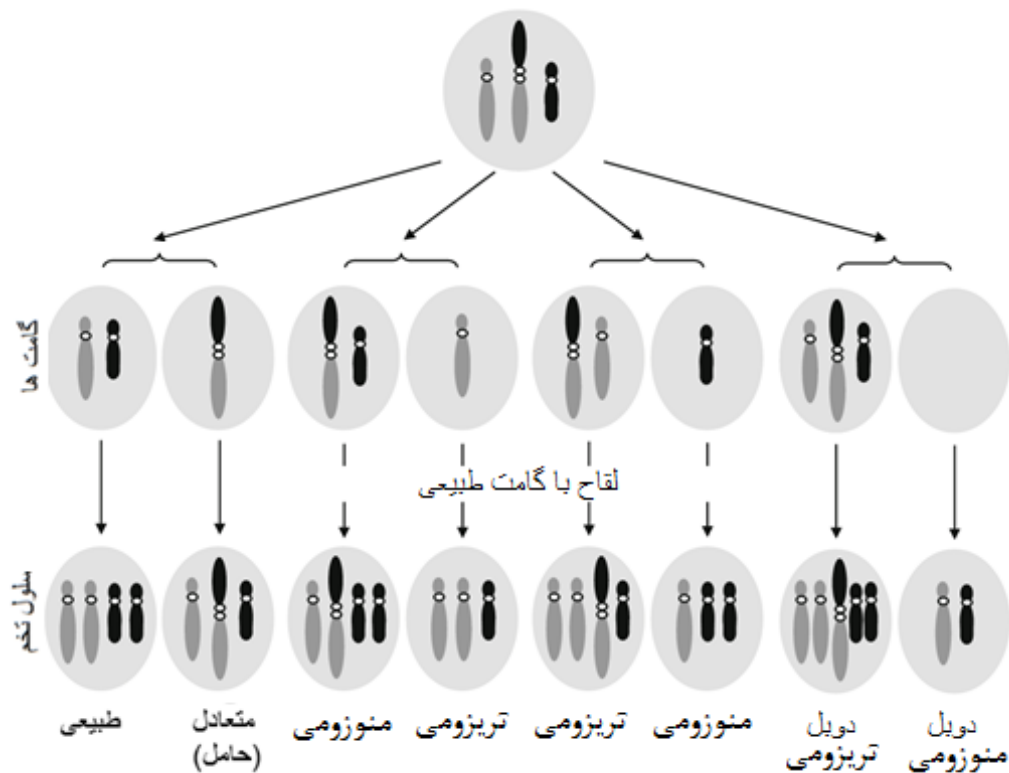 گامت ها
لقاح با گامت طبیعی
سلول تخم
طبیعی
متعادل
(حامل)
منوزومی
تریزومی
تریزومی
منوزومی
دوبل
تریزومی
دوبل
منوزومی